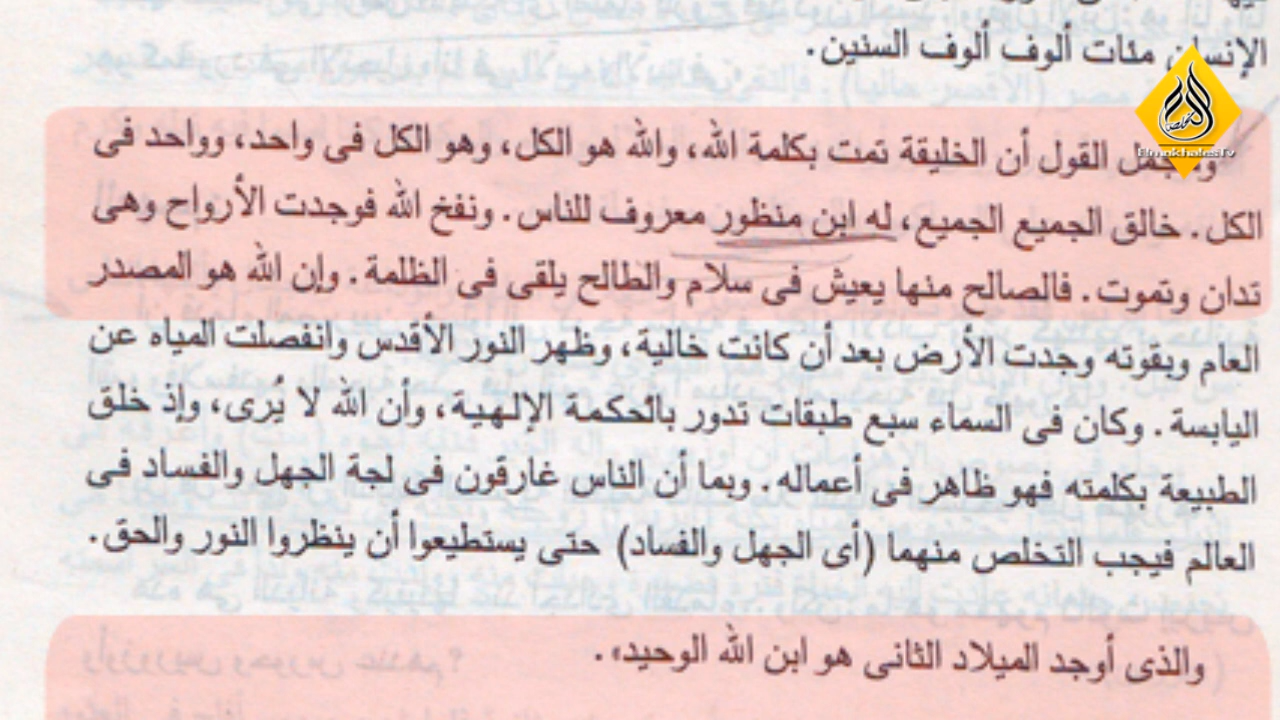 الإنسان مئات ألوف ألوف السنين.
ومجمل القول أن الخليقة تمت بكلمة الله، والله هو الكل، وهو الكل فى واحد، وواحد فى
الكل. خالق الجميع الجميع، له ابن منظور معروف للناس. ونفخ الله فوجدت الأرواح وهى
تدان وتموت. فالصالح منها يعيش فى سلام والطالح يلقى فى الظلمة. وإن الله هو المصدر
العام وبقوته وجدت الأرض بعد أن كانت خالية، وظهر النور الأقدس وانفصلت المياه عن
اليابسة. وكان فى السماء سبع طبقات تدور بالحكمة الإلهية، وأن الله لا يُرى، وإذ خلق
الطبيعة بكلمته فهو ظاهر فى أعماله. وبما أن الناس غارقون فى لجة الجهل والفساد فى
العالم فيجب التخلص منهما (أى الجهل والفساد) حتى يستطيعوا أن ينظروا النور والحق.
والذى أوجد الميلاد الثانى هو ابن الله الوحيد».
Elmokhales Tv